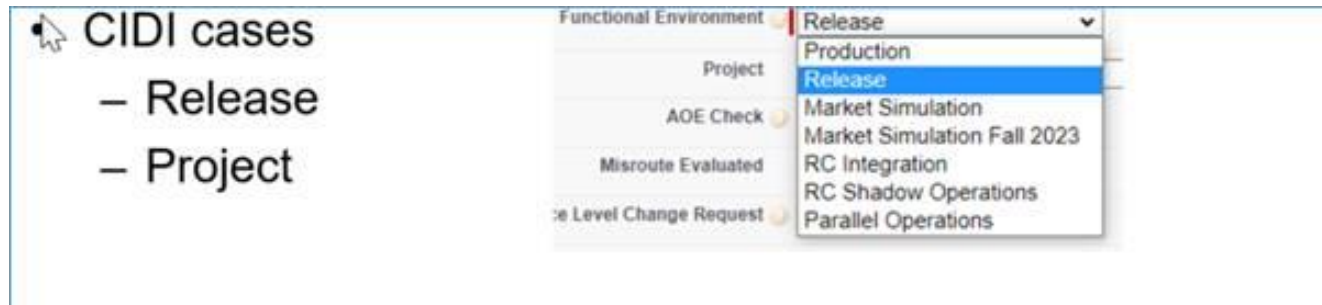 CIDI cases
– Release
– Project
Functional Environment
Release
Production
Project
Release
AOE Check
Market Simulation
Market Simulation Fall 2023
Misroute Evaluated
RC Integration
RC Shadow Operations
Level Change Request
Parallel Operations